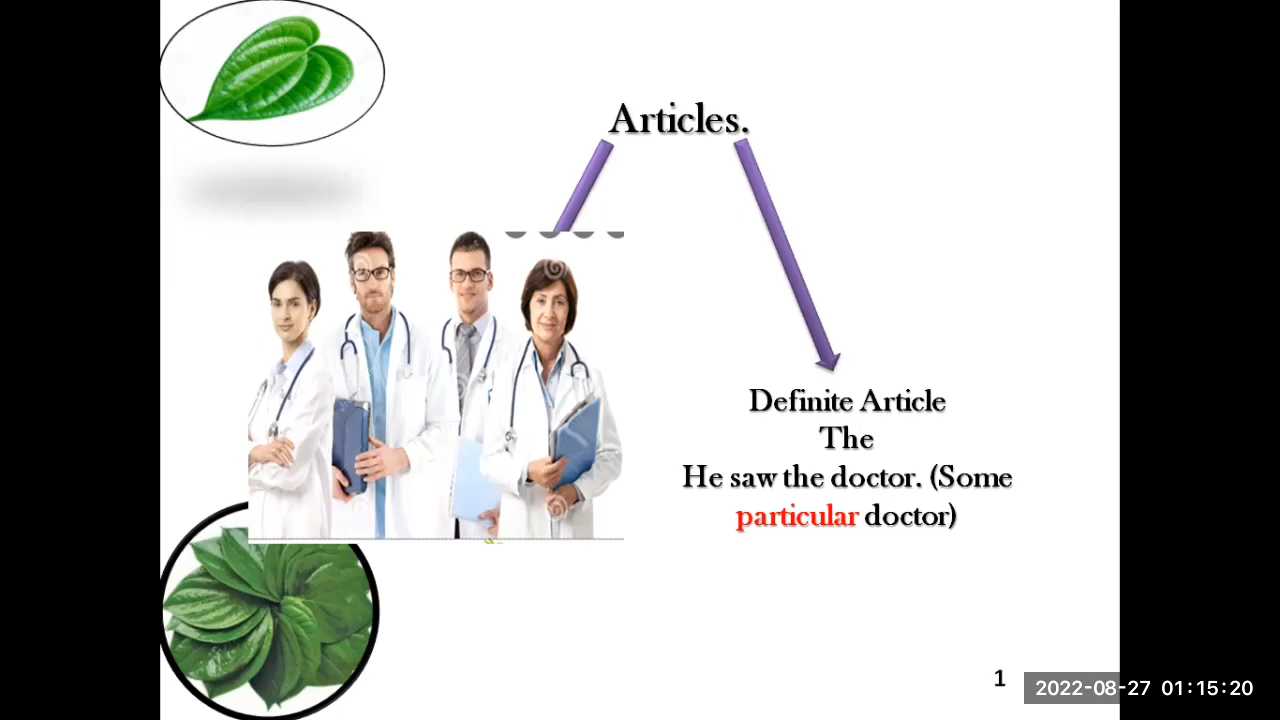 Articles.
Definite Article
The
He saw the doctor. (Some
particular doctor)
1
2022-08-27 01:15:20